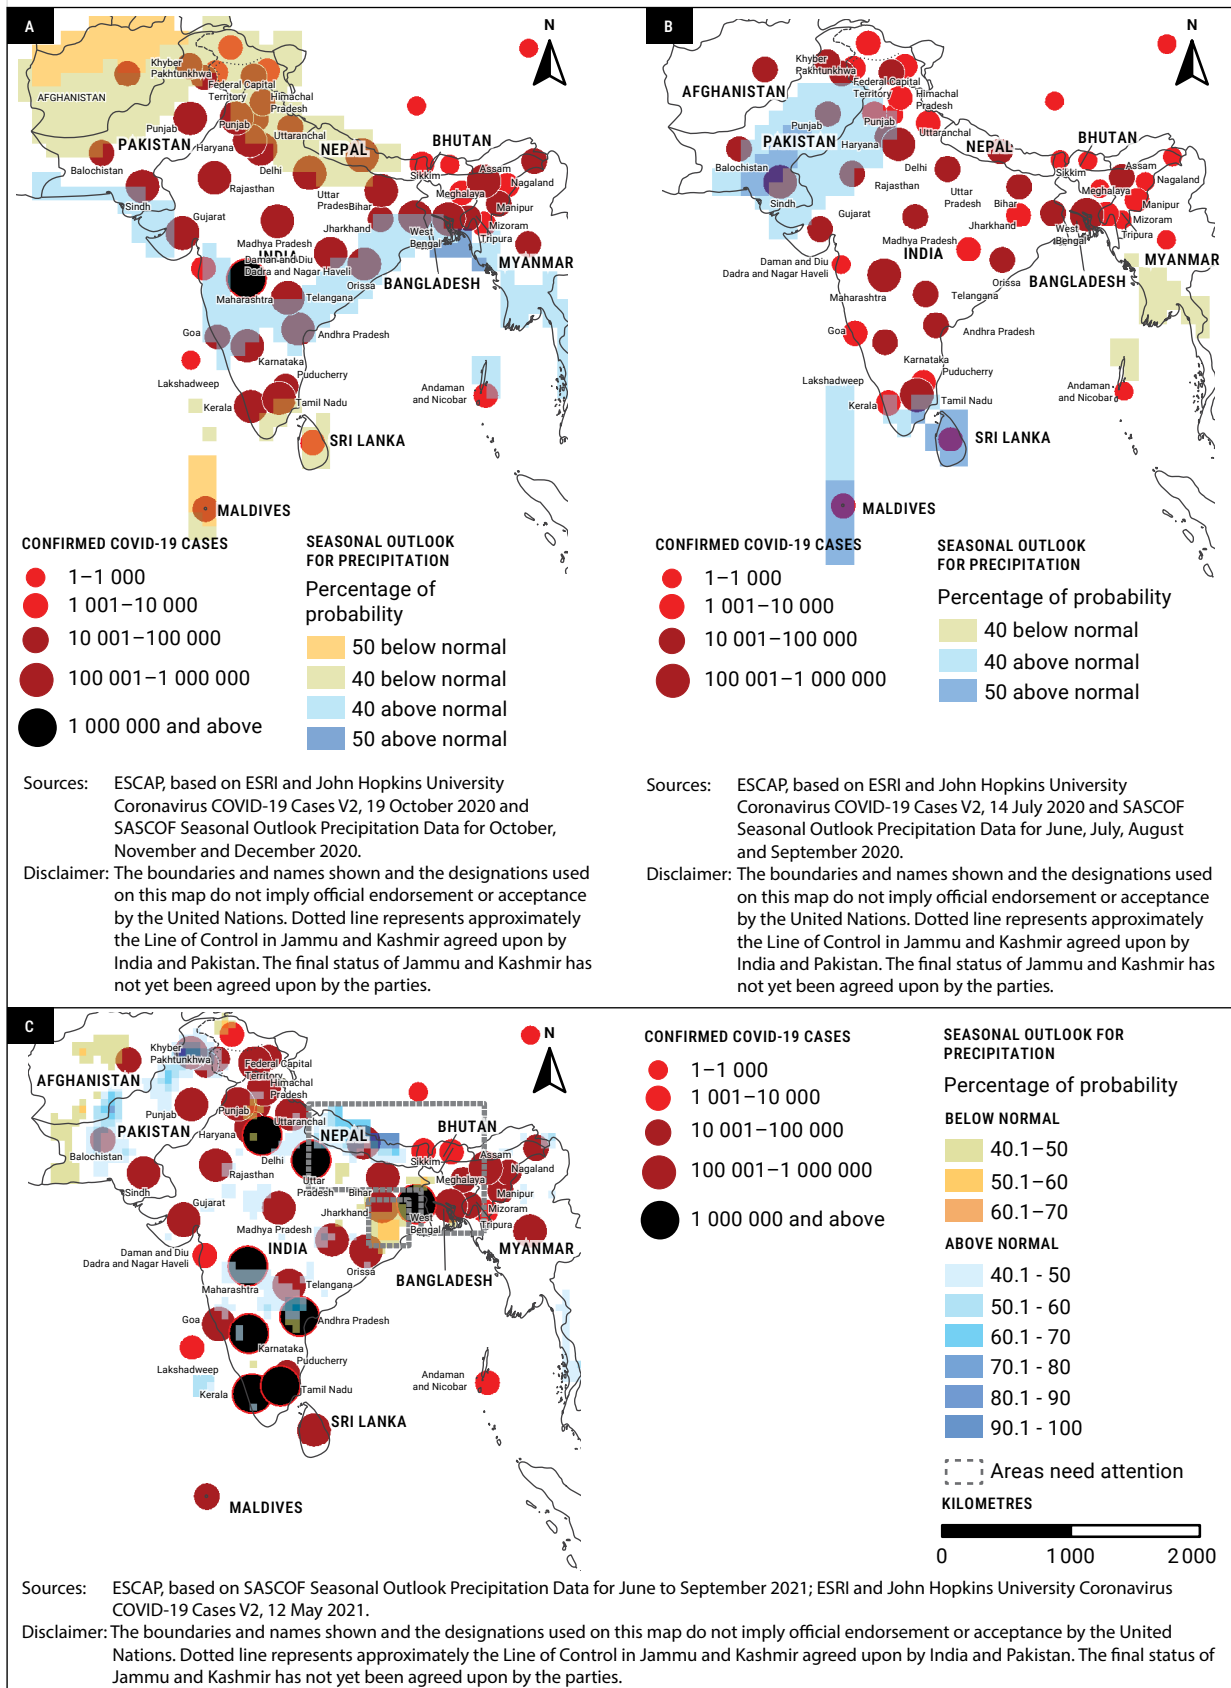 A
N
Khyber
Pakhtunkhwa
Federal Capital
Territory
AFGHANISTAN
Himachal
Pradesh
Punjab
Punjab
Uttaranchal
PAKISTAN
Haryana
NEPAL
BHUTAN
Balochistan
Delhi
Sikkim
Assam
Rajasthan
Nagaland
Uttar
Prades
Bihar
Meghalaya
Sindh
Manipur
Gujarat
Jharkhand
West
Bengal
Mizoram
Tripura
Madhya Pradesh
INDIA
Daman and Diu
Dadra and Nagar Haveli
MYANMAR
Orissa
BANGLADESH
Maharashtra
Telangana
Goa
Andhra Pradesh
Karnataka
Puducherry
Lakshadweep
Andaman
and Nicobar
Kerala
Tamil Nadu
SRI LANKA
MALDIVES
CONFIRMED COVID-19 CASES
1–1 000
1 001–10 000
10 001–100 000
100 001–1 000 000
1 000 000 and above
SEASONAL OUTLOOK
FOR PRECIPITATION
Percentage of
probability
50 below normal
40 below normal
40 above normal
50 above normal
Sources: ESCAP, based on ESRI and John Hopkins University
Coronavirus COVID-19 Cases V2, 19 October 2020 and
SASCOF Seasonal Outlook Precipitation Data for October,
November and December 2020.
Disclaimer: The boundaries and names shown and the designations used
on this map do not imply official endorsement or acceptance
by the United Nations. Dotted line represents approximately
the Line of Control in Jammu and Kashmir agreed upon by
India and Pakistan. The final status of Jammu and Kashmir has
not yet been agreed upon by the parties.
B
N
Khyber
Pakhtunkhwa
Federal Capital
Territory
AFGHANISTAN
Himachal
Pradesh
Punjab
Punjab
Uttaranchal
PAKISTAN
Haryana
NEPAL
BHUTAN
Balochistan
Delhi
Sikkim
Assam
Rajasthan
Nagaland
Uttar
Pradesh
Bihar
Meghalaya
Sindh
Manipur
Gujarat
Jharkhand
West
Bengal
Mizoram
Tripura
Madhya Pradesh
INDIA
Daman and Diu
Dadra and Nagar Haveli
MYANMAR
Orissa
BANGLADESH
Maharashtra
Telangana
Goa
Andhra Pradesh
Karnataka
Puducherry
Lakshadweep
Andaman
and Nicobar
Kerala
Tamil Nadu
SRI LANKA
MALDIVES
CONFIRMED COVID-19 CASES
1–1 000
1 001–10 000
10 001–100 000
100 001–1 000 000
SEASONAL OUTLOOK
FOR PRECIPITATION
Percentage of probability
40 below normal
40 above normal
50 above normal
Sources: ESCAP, based on ESRI and John Hopkins University
Coronavirus COVID-19 Cases V2, 14 July 2020 and SASCOF
Seasonal Outlook Precipitation Data for June, July, August
and September 2020.
Disclaimer: The boundaries and names shown and the designations used
on this map do not imply official endorsement or acceptance
by the United Nations. Dotted line represents approximately
the Line of Control in Jammu and Kashmir agreed upon by
India and Pakistan. The final status of Jammu and Kashmir has
not yet been agreed upon by the parties.
C
N
Khyber
Pakhtunkhwa
Federal Capital
Territory
AFGHANISTAN
Himachal
Pradesh
Punjab
Punjab
Uttaranchal
PAKISTAN
Haryana
NEPAL
BHUTAN
Balochistan
Delhi
Sikkim
Assam
Rajasthan
Nagaland
Uttar
Pradesh
Bihar
Meghalaya
Sindh
Manipur
Gujarat
Jharkhand
West
Bengal
Mizoram
Tripura
Madhya Pradesh
INDIA
Daman and Diu
Dadra and Nagar Haveli
MYANMAR
Orissa
BANGLADESH
Maharashtra
Telangana
Goa
Andhra Pradesh
Karnataka
Puducherry
Lakshadweep
Andaman
and Nicobar
Kerala
Tamil Nadu
SRI LANKA
MALDIVES
CONFIRMED COVID-19 CASES
1–1 000
1 001–10 000
10 001–100 000
100 001–1 000 000
1 000 000 and above
SEASONAL OUTLOOK FOR
PRECIPITATION
Percentage of probability
BELOW NORMAL
40.1–50
50.1–60
60.1–70
ABOVE NORMAL
40.1 - 50
50.1 - 60
60.1 - 70
70.1 - 80
80.1 - 90
90.1 - 100
Areas need attention
KILOMETRES
0 1 000 2 000
Sources: ESCAP, based on SASCOF Seasonal Outlook Precipitation Data for June to September 2021; ESRI and John Hopkins University Coronavirus
COVID-19 Cases V2, 12 May 2021.
Disclaimer: The boundaries and names shown and the designations used on this map do not imply official endorsement or acceptance by the United
Nations. Dotted line represents approximately the Line of Control in Jammu and Kashmir agreed upon by India and Pakistan. The final status of
Jammu and Kashmir has not yet been agreed upon by the parties.